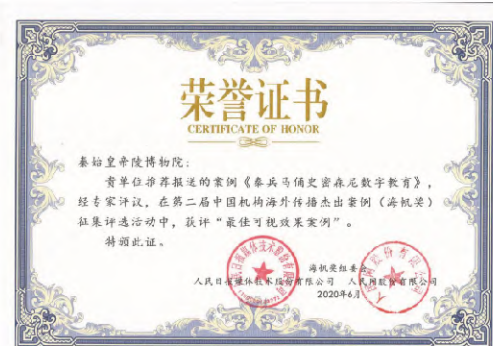 荣誉证书
CERTIFICATE OF HONOR
秦始皇帝陵博物院：
贵单位推荐报送的案例《秦兵马俑史密森尼数字教育》，
经专家评议，在第二届中国机构海外传播杰出案例（海帆奖）
征集评选活动中，获评“最佳可视效果案例”。
特颁此证。
海帆奖组委会
人民日报媒体技术股份有限公司 人民网股份有限公司
2020年6月